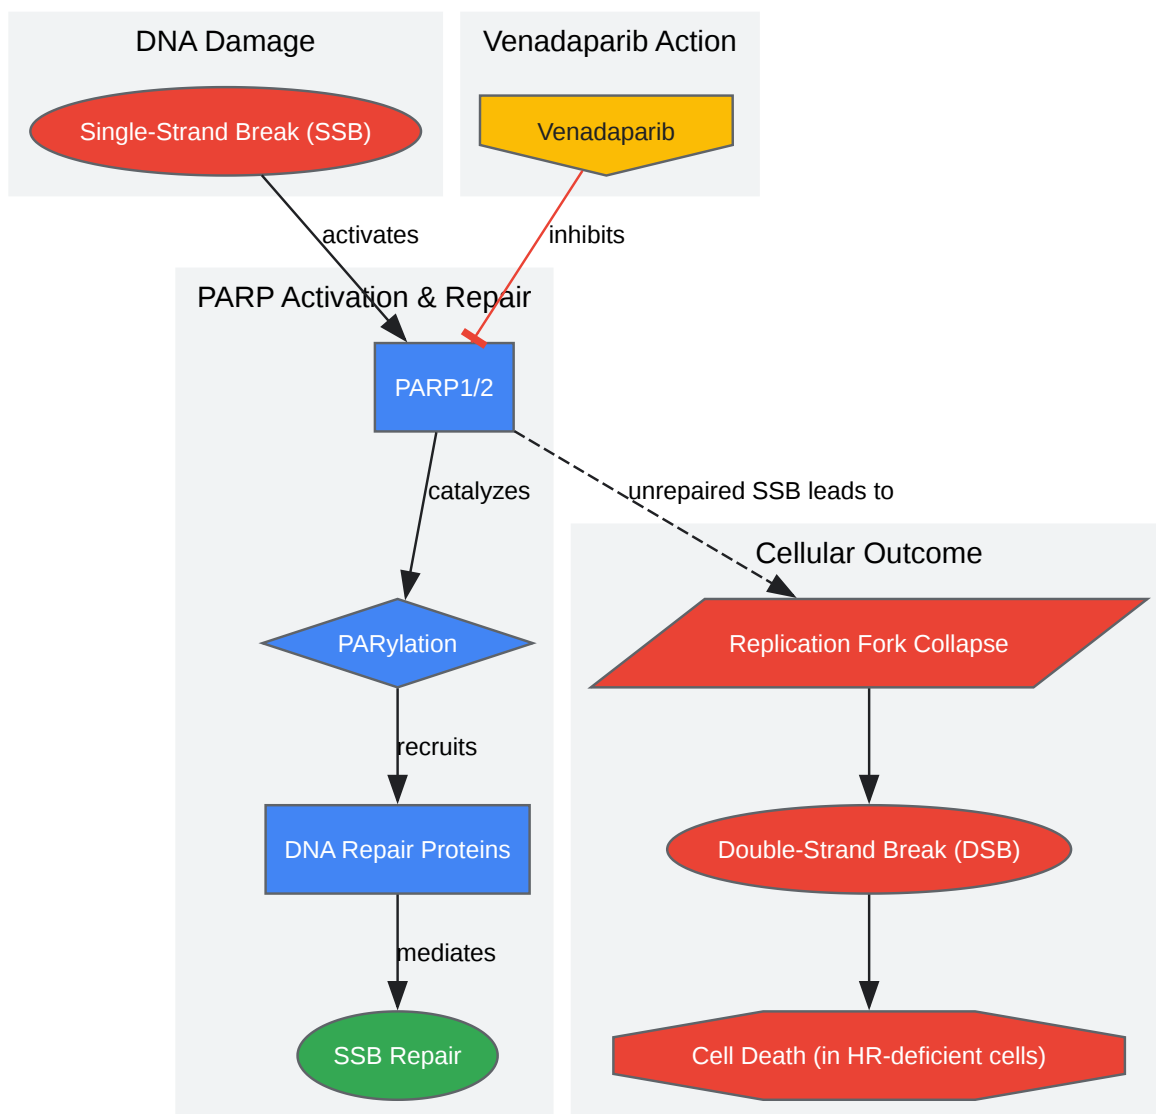 DNA Damage
Venadaparib Action
Single-Strand Break (SSB)
Venadaparib
activates
inhibits
PARP Activation & Repair
PARP1/2
catalyzes
unrepaired SSB leads to
Cellular Outcome
PARylation
Replication Fork Collapse
recruits
DNA Repair Proteins
Double-Strand Break (DSB)
mediates
SSB Repair
Cell Death (in HR-deficient cells)